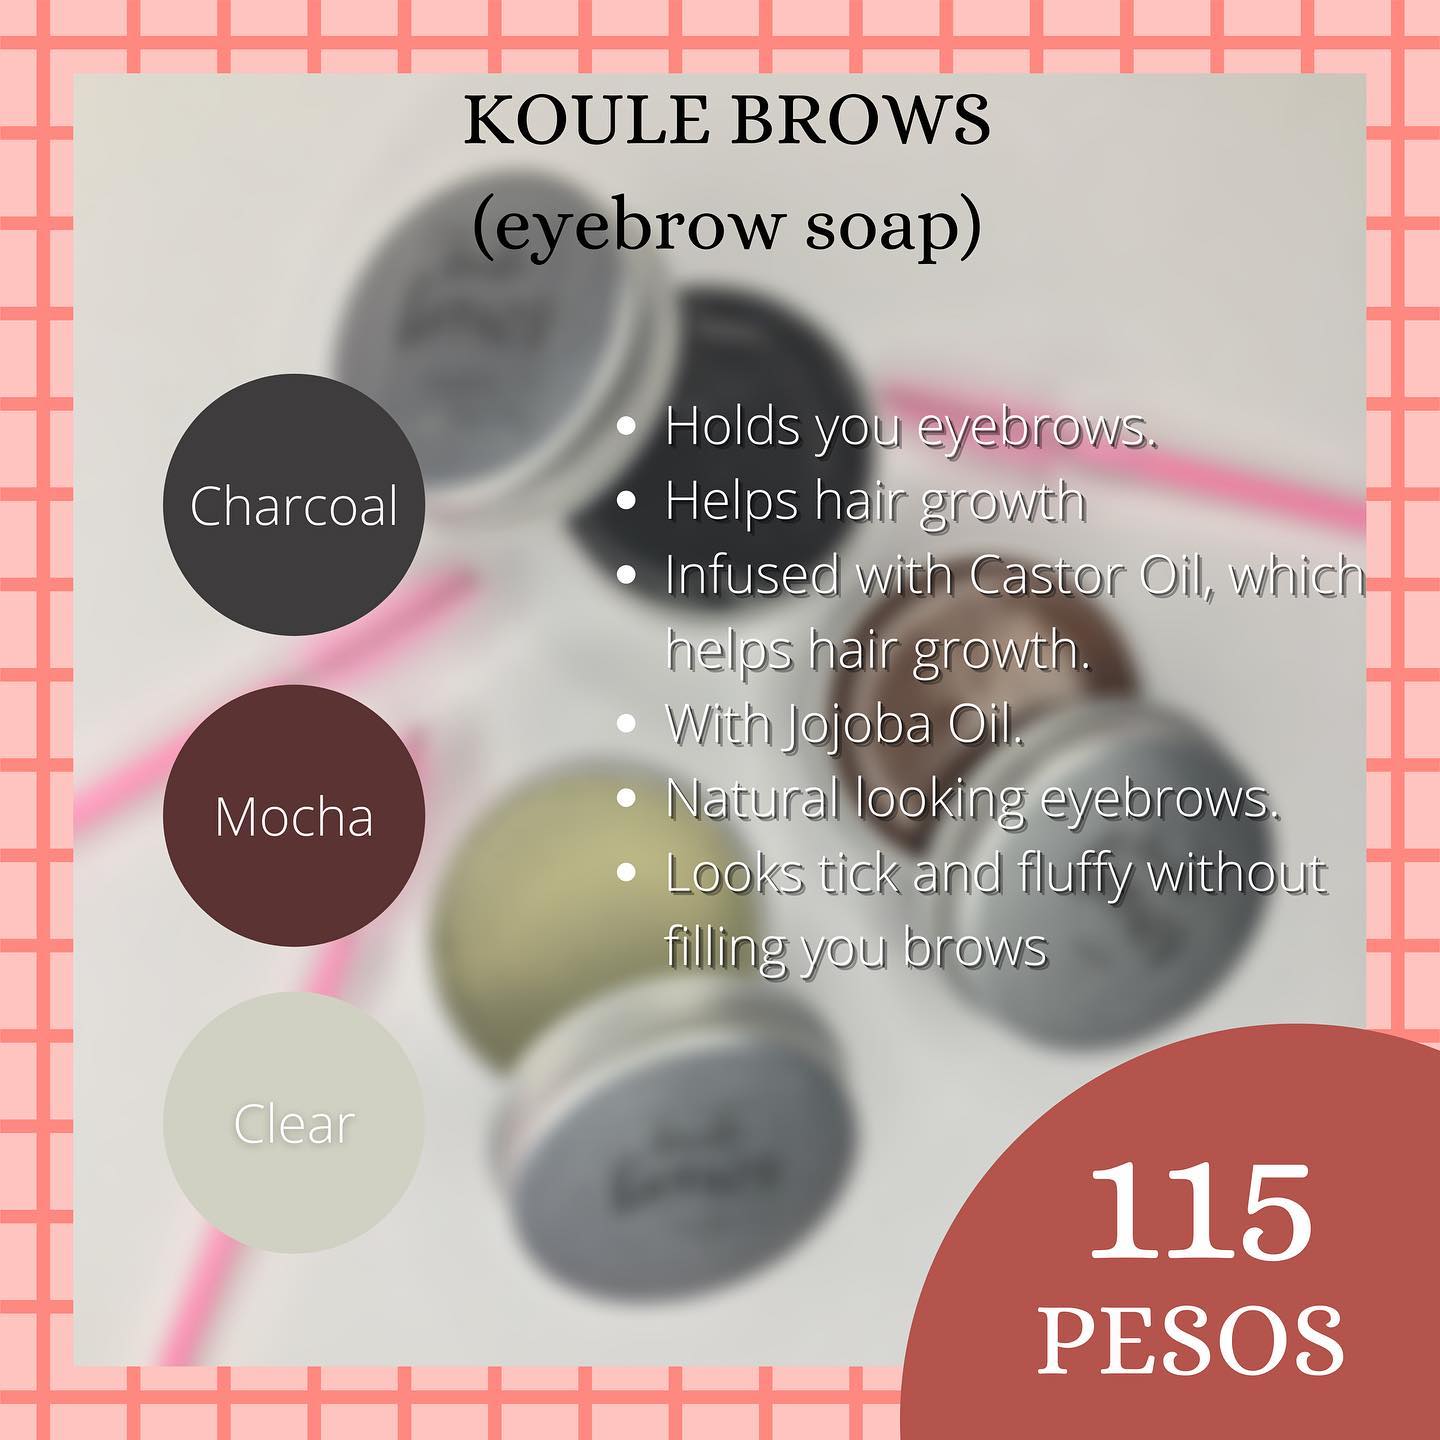 KOULE BROWS
(eyebrow soap)
Charcoal
Mocha
Clear
• Holds you eyebrows.
• Helps hair growth
• Infused with Castor Oil, which
helps hair growth.
• With Jojoba Oil.
• Natural looking eyebrows.
• Looks tick and fluffy without
filling you brows
115
PESOS